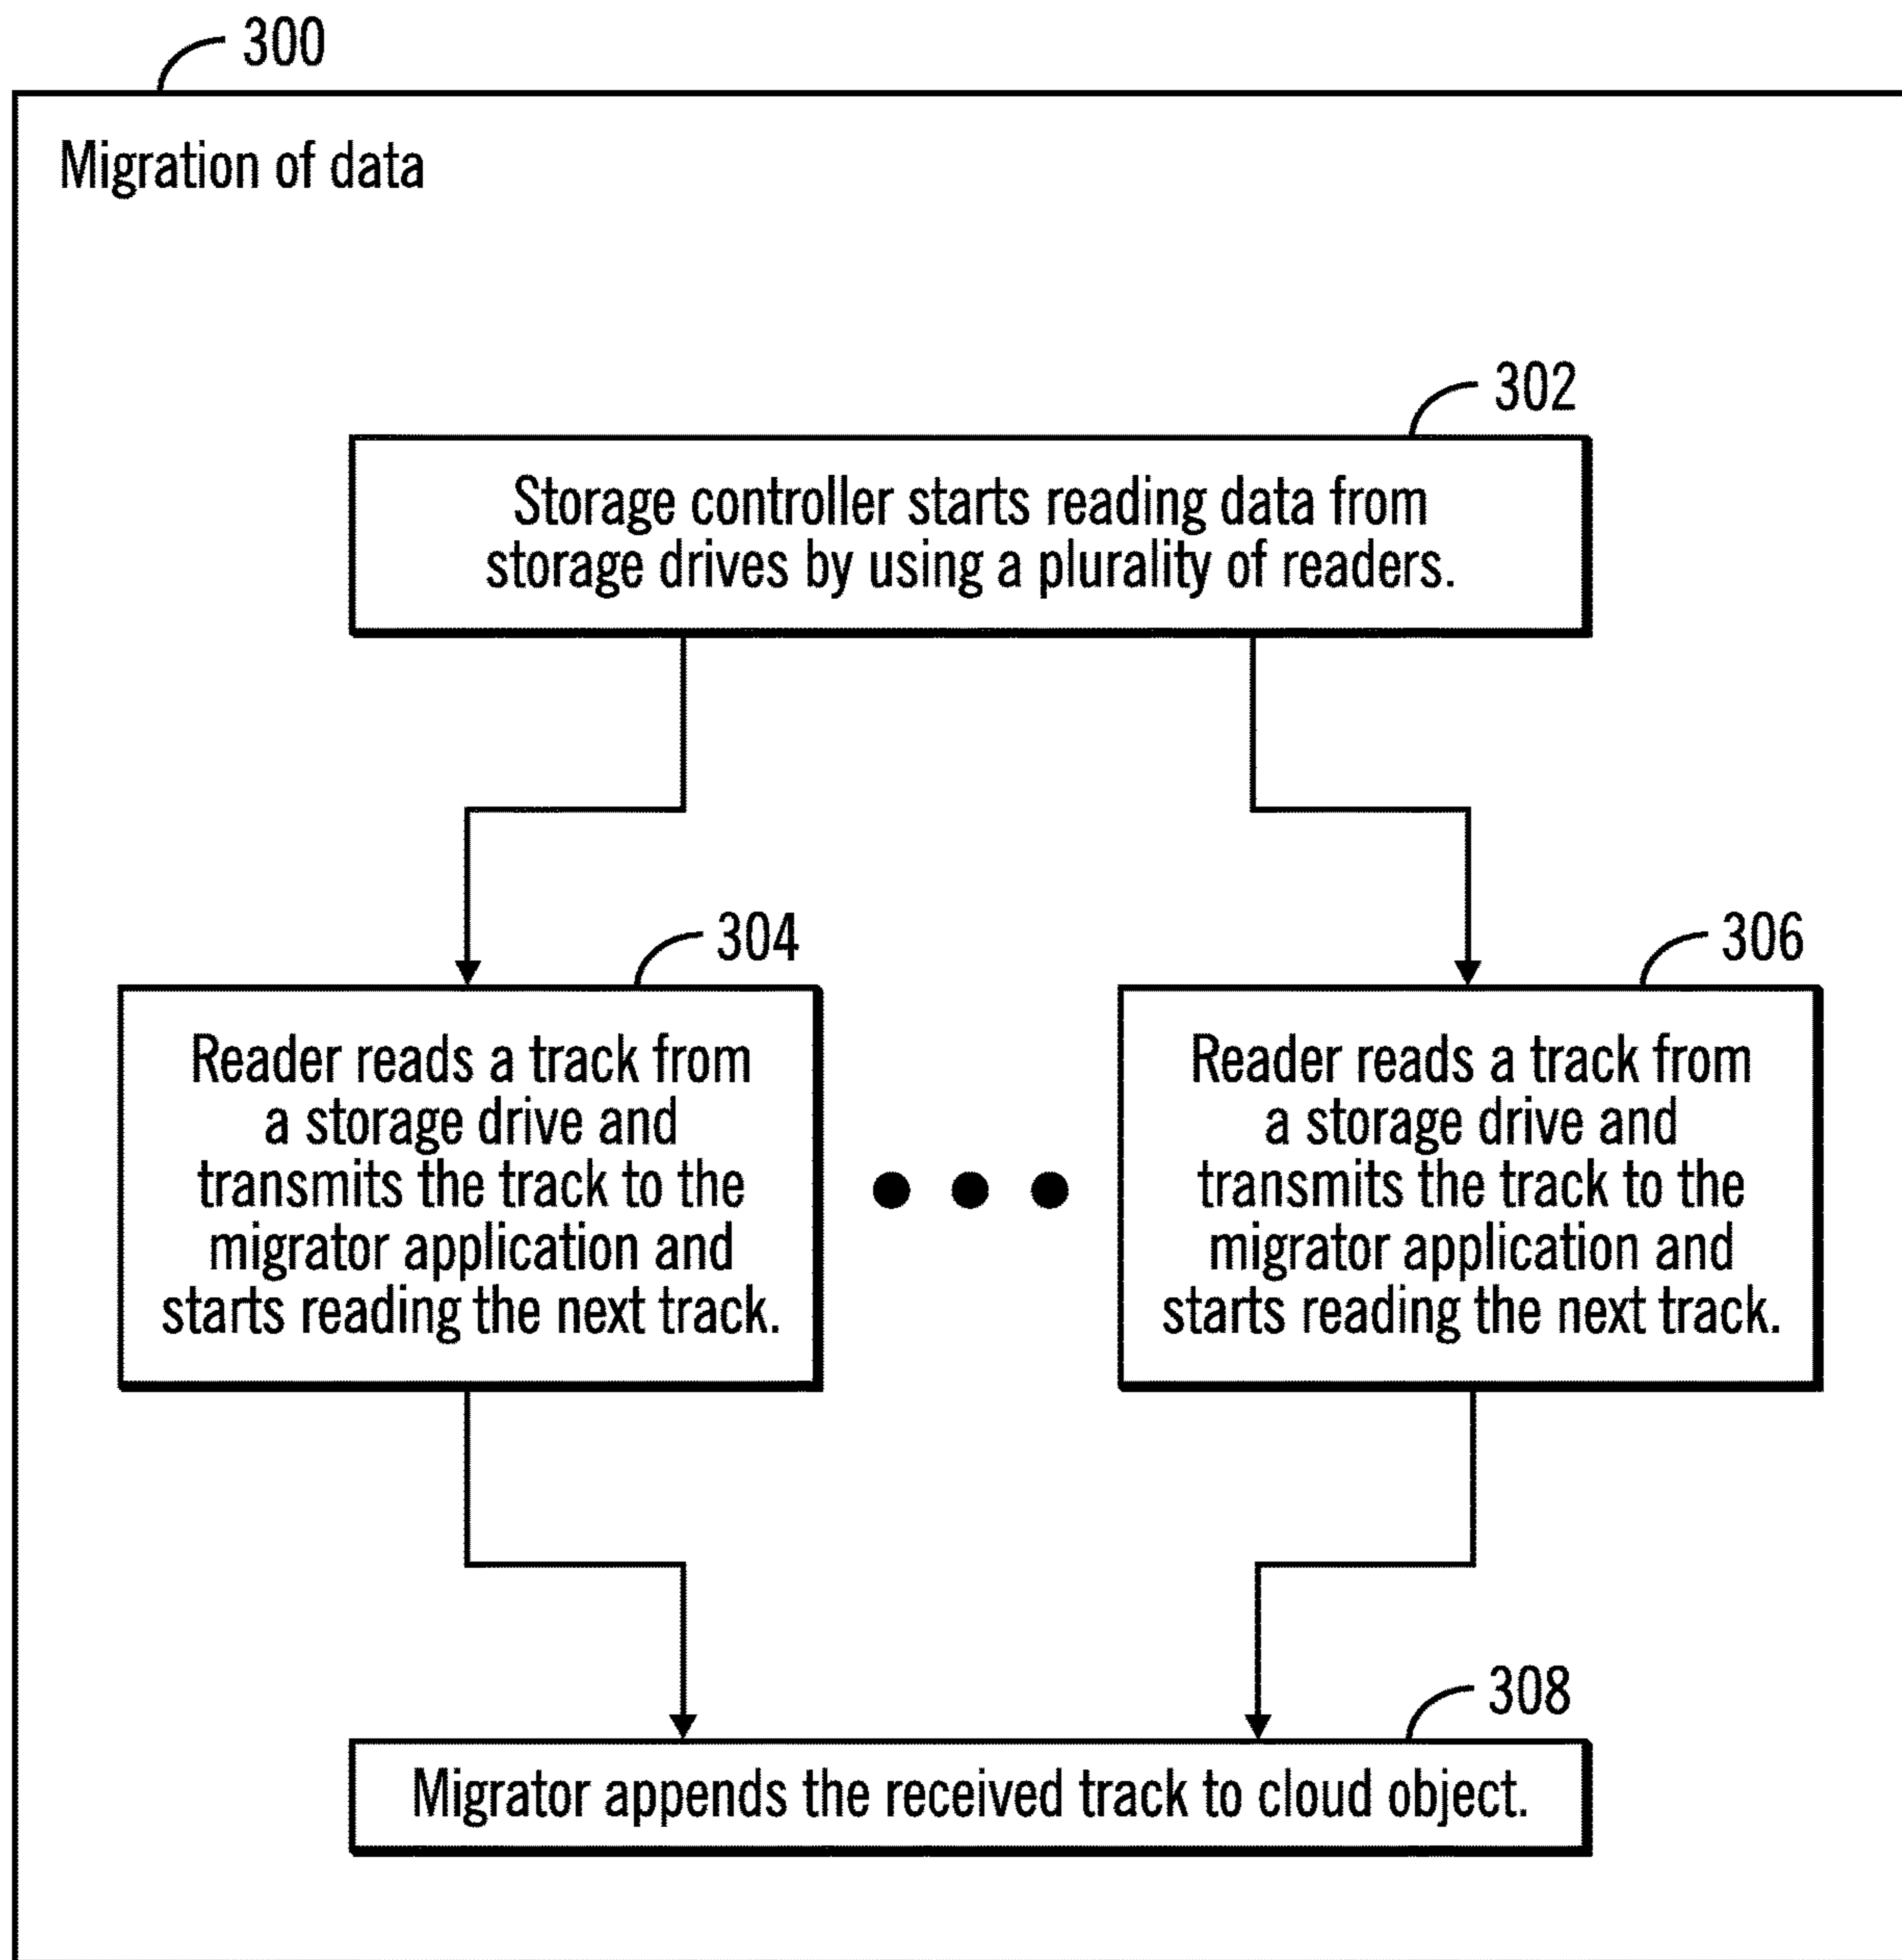 300
Migration of data
302
Storage controller starts reading data from
storage drives by using a plurality of readers.
304
Reader reads a track from
a storage drive and
transmits the track to the
migrator application and
starts reading the next track.
306
Reader reads a track from
a storage drive and
transmits the track to the
migrator application and
starts reading the next track.
308
Migrator appends the received track to cloud object.